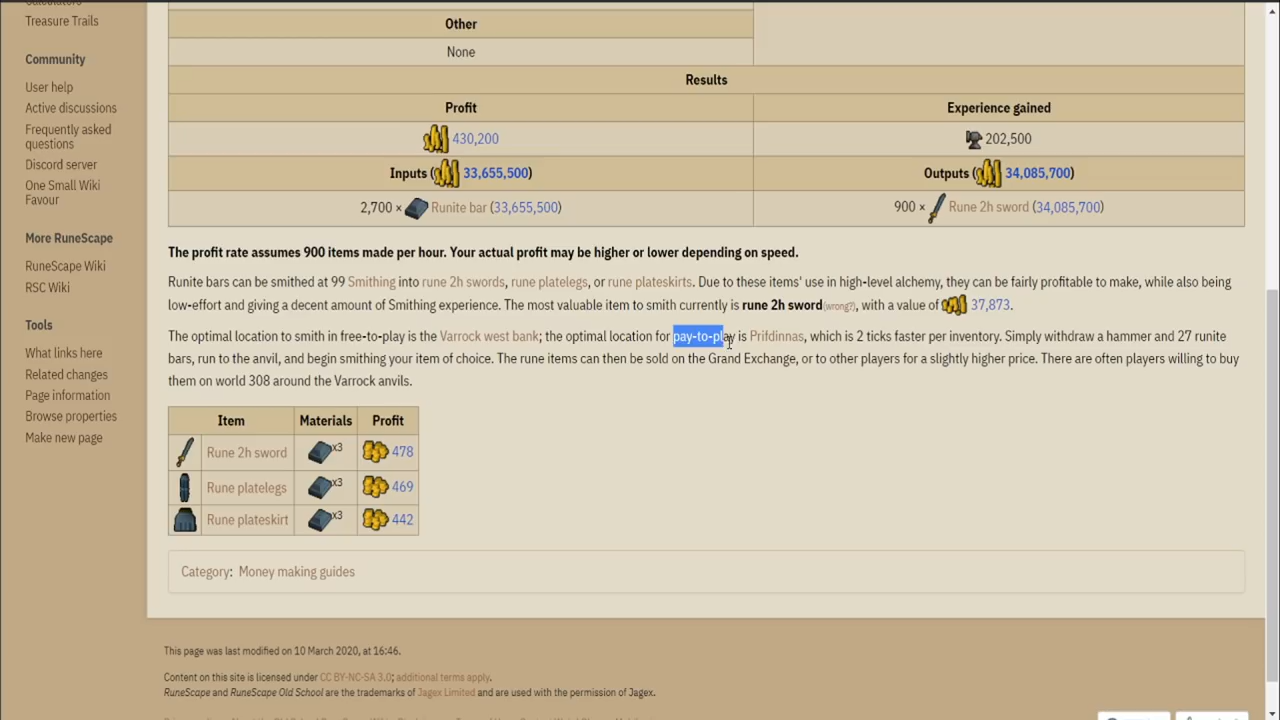 Calculators
Treasure Trails
Community
User help
Active discussions
Frequently asked
questions
Discord server
One Small Wiki
Favour
More RuneScape
RuneScape Wiki
RSC Wiki
Tools
What links here
Related changes
Page information
Browse properties
Make new page
Other
None
Results
Profit Experience gained
430,200 202,500
Inputs ( 33,655,500) Outputs ( 34,085,700)
2,700 × Runite bar (33,655,500) 900 × Rune 2h sword (34,085,700)
The profit rate assumes 900 items made per hour. Your actual profit may be higher or lower depending on speed.
Runite bars can be smithed at 99 Smithing into rune 2h swords, rune platelegs, or rune plateskirts. Due to these items' use in high-level alchemy, they can be fairly profitable to make, while also being
low-effort and giving a decent amount of Smithing experience. The most valuable item to smith currently is rune 2h sword(wrong?), with a value of 37,873.
The optimal location to smith in free-to-play is the Varrock west bank; the optimal location for pay-to-play is Prifdinnas, which is 2 ticks faster per inventory. Simply withdraw a hammer and 27 runite
bars, run to the anvil, and begin smithing your item of choice. The rune items can then be sold on the Grand Exchange, or to other players for a slightly higher price. There are often players willing to buy
them on world 308 around the Varrock anvils.
Item Materials Profit
Rune 2h sword x3 478
Rune platelegs x3 469
Rune plateskirt x3 442
Category: Money making guides
This page was last modified on 10 March 2020, at 16:46.
Content on this site is licensed under CC BY-NC-SA 3.0; additional terms apply.
RuneScape and RuneScape Old School are the trademarks of Jagex Limited and are used with the permission of Jagex.